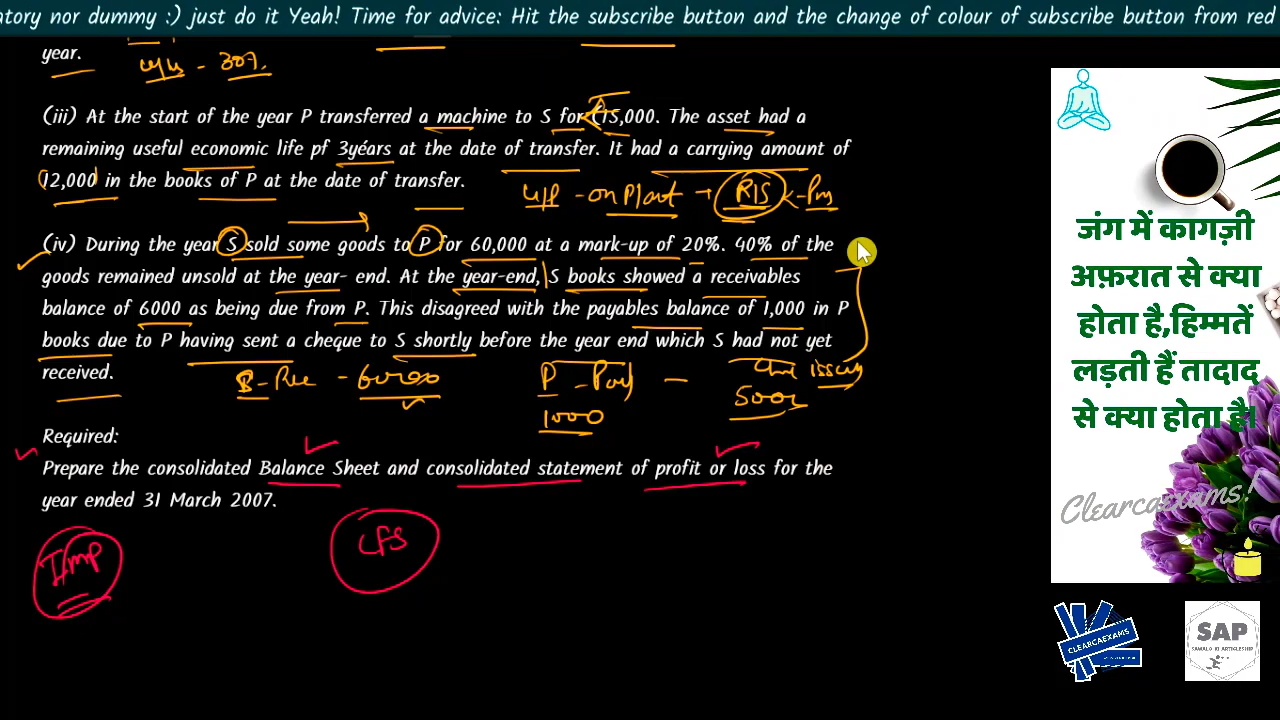 atory nor dummy :) just do it Yeah! Time for advice: Hit the subscribe button and the change of colour of subscribe button from red
year.
30%
(iii) At the start of the year P transferred a machine to S for 15,000. The asset had a
remaining useful economic life pf 3years at the date of transfer. It had a carrying amount of
12,000 in the books of P at the date of transfer.
(iv) During the year S sold some goods to P for 60,000 at a mark-up of 20%. 40% of the
goods remained unsold at the year- end. At the year-end, S books showed a receivables
balance of 6000 as being due from P. This disagreed with the payables balance of 1,000 in P
books due to P having sent a cheque to S shortly before the year end which S had not yet
received.
1000
Required:
Prepare the consolidated Balance Sheet and consolidated statement of profit or loss for the
year ended 31 March 2007.
Imp
CFS
जंग में कागज़ी
अफ़रात से क्या
होता है,हिम्मतें
लड़ती हैं तादाद
से क्या होता है।
Clearcaexams!
CLEARCAEXAMS
SAP
SAMALO KI ARTICLESHIP